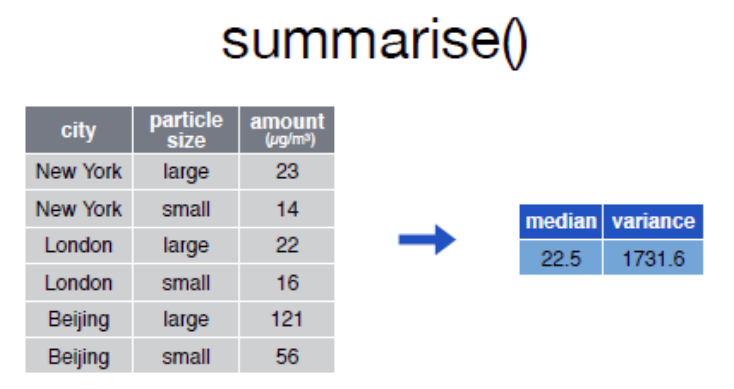 summarise()
city particle size amount (µg/m³)
New York large 23
New York small 14
London large 22
London small 16
Beijing large 121
Beijing small 56
median variance
22.5 1731.6